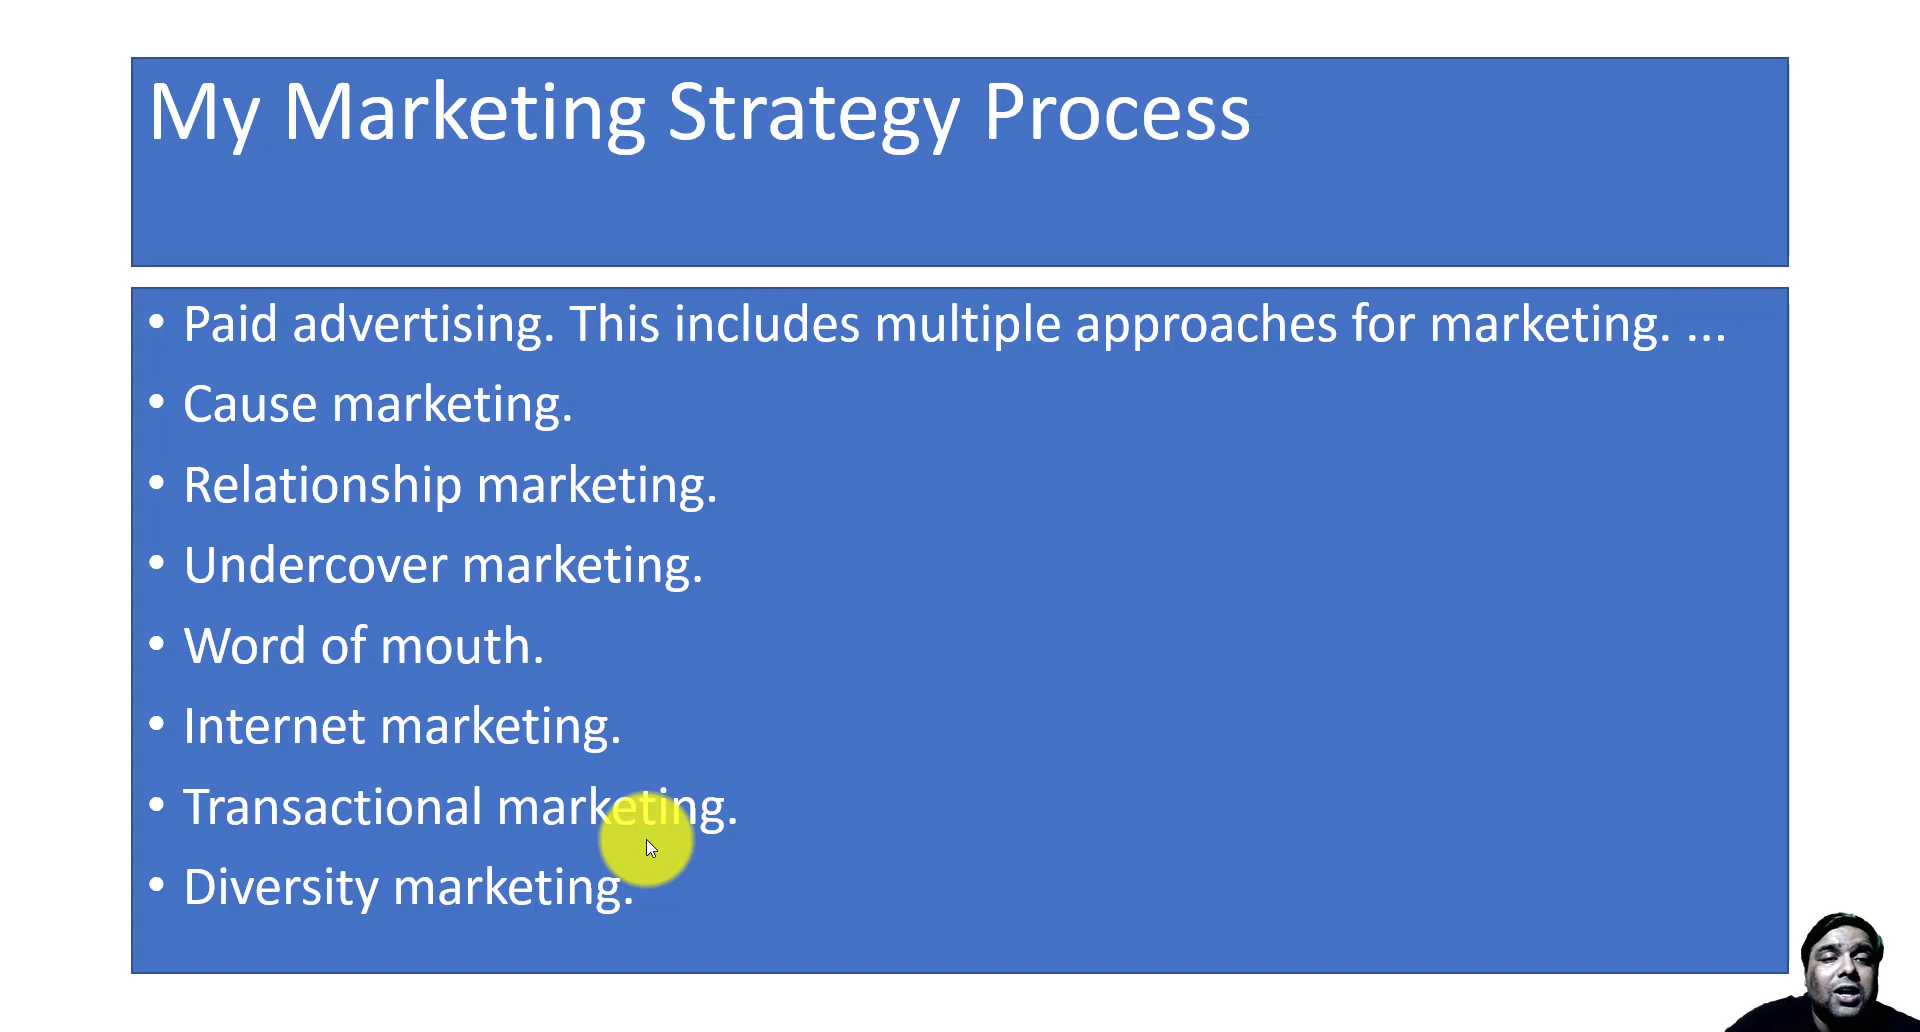 My Marketing Strategy Process
• Paid advertising. This includes multiple approaches for marketing. ...
• Cause marketing.
• Relationship marketing.
• Undercover marketing.
• Word of mouth.
• Internet marketing.
• Transactional marketing.
• Diversity marketing.